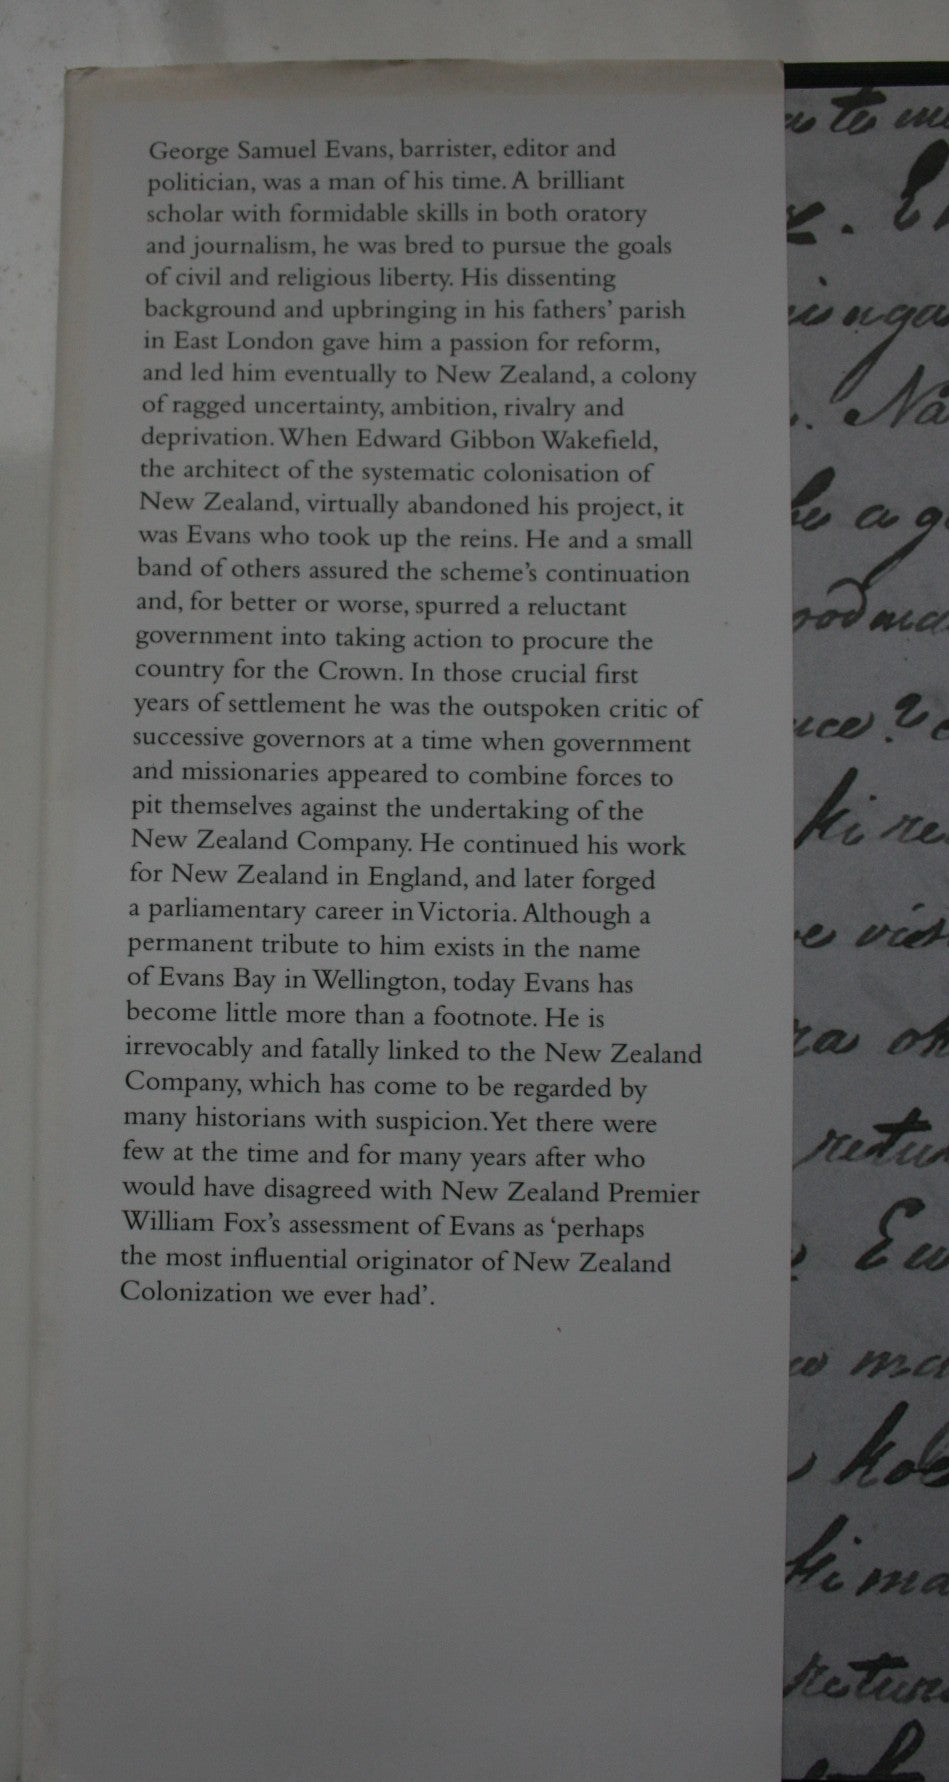 George Samuel Evans, barrister, editor and
politician, was a man of his time. A brilliant
scholar with formidable skills in both oratory
and journalism, he was bred to pursue the goals
of civil and religious liberty. His dissenting
background and upbringing in his fathers' parish
in East London gave him a passion for reform,
and led him eventually to New Zealand, a colony
of ragged uncertainty, ambition, rivalry and
deprivation. When Edward Gibbon Wakefield,
the architect of the systematic colonisation of
New Zealand, virtually abandoned his project, it
was Evans who took up the reins. He and a small
band of others assured the scheme's continuation
and, for better or worse, spurred a reluctant
government into taking action to procure the
country for the Crown. In those crucial first
years of settlement he was the outspoken critic of
successive governors at a time when government
and missionaries appeared to combine forces to
pit themselves against the undertaking of the
New Zealand Company. He continued his work
for New Zealand in England, and later forged
a parliamentary career in Victoria. Although a
permanent tribute to him exists in the name
of Evans Bay in Wellington, today Evans has
become little more than a footnote. He is
irrevocably and fatally linked to the New Zealand
Company, which has come to be regarded by
many historians with suspicion. Yet there were
few at the time and for many years after who
would have disagreed with New Zealand Premier
William Fox's assessment of Evans as 'perhaps
the most influential originator of New Zealand
Colonization we ever had'.